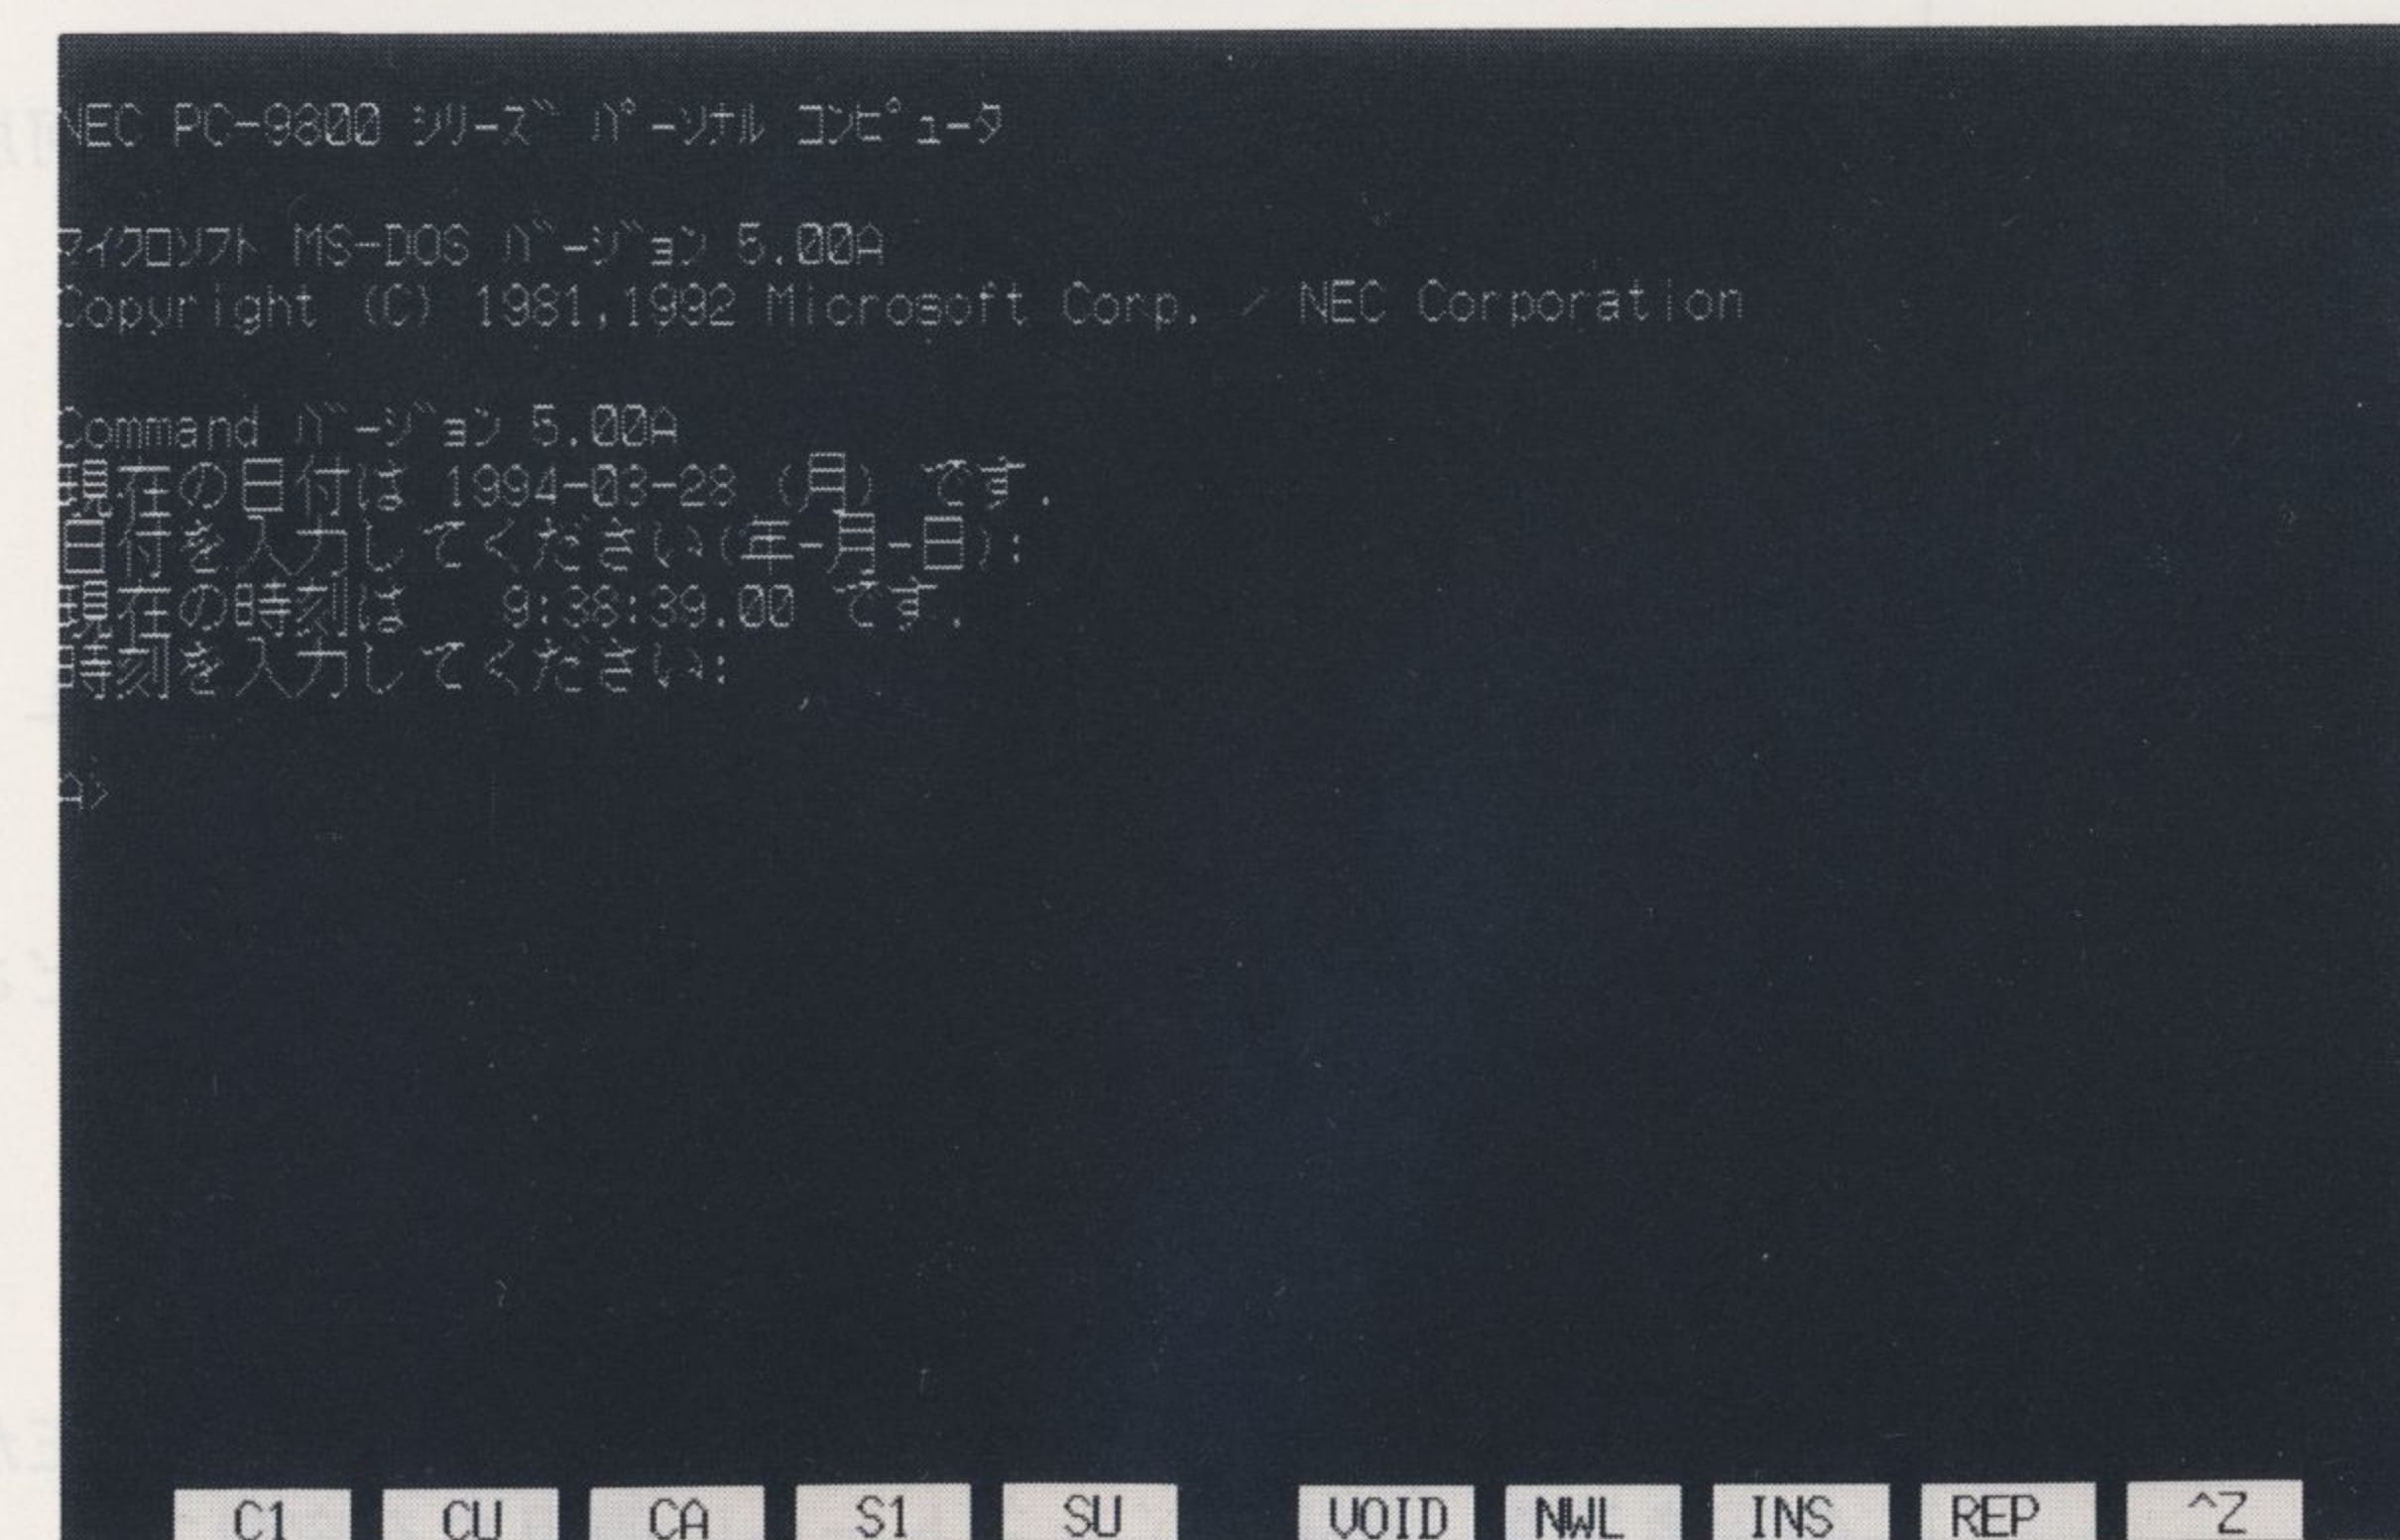 NEC PC-9800 シリーズ パーソナル コンピュータ
マイクロソフト MS-DOS バージョン 5.00A
Copyright (C) 1981,1992 Microsoft Corp. / NEC Corporation
Command バージョン 5.00A
現在の日付は 1994-03-28 (月) です.
日付を入力してください(年-月-日):
現在の時刻は 9:38:39.00 です.
時刻を入力してください:
A>
C1 CU CA S1 SU VOID NWL INS REP ^Z